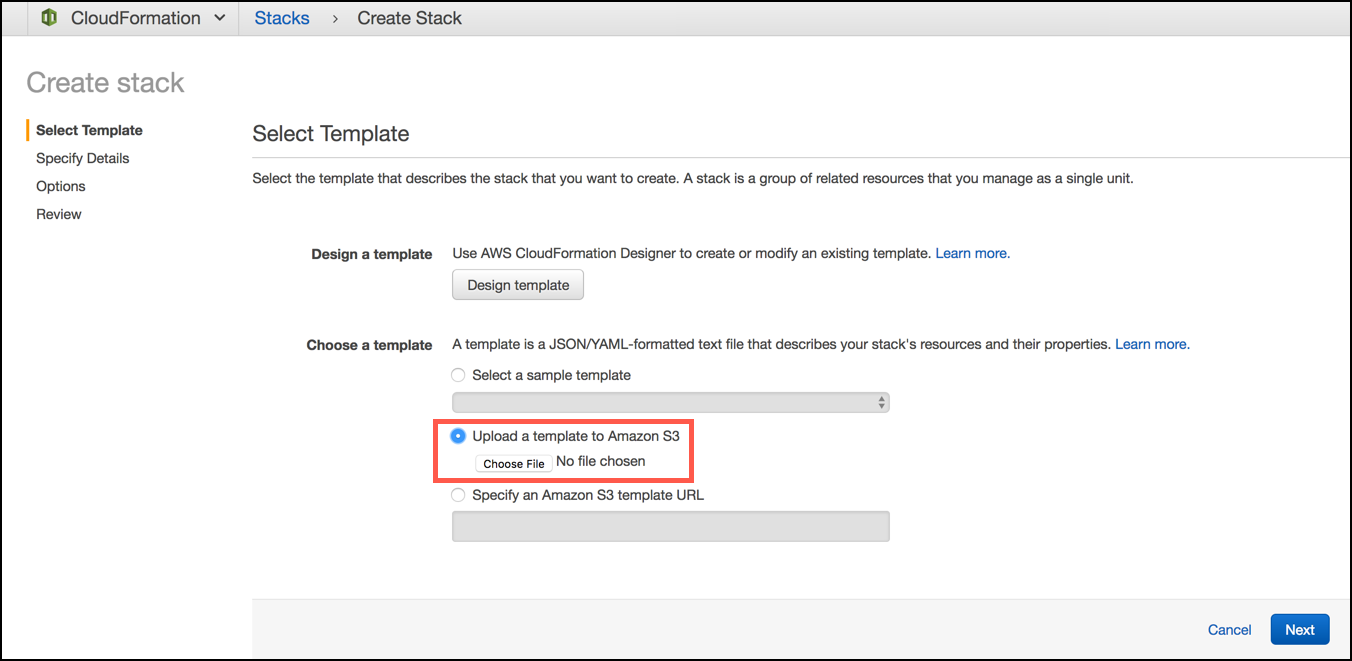 CloudFormation Stacks › Create Stack
Create stack
Select Template
Specify Details
Options
Review
Select Template
Select the template that describes the stack that you want to create. A stack is a group of related resources that you manage as a single unit.
Design a template Use AWS CloudFormation Designer to create or modify an existing template. Learn more.
Design template
Choose a template A template is a JSON/YAML-formatted text file that describes your stack's resources and their properties. Learn more.
Select a sample template
Upload a template to Amazon S3
Choose File No file chosen
Specify an Amazon S3 template URL
Cancel Next